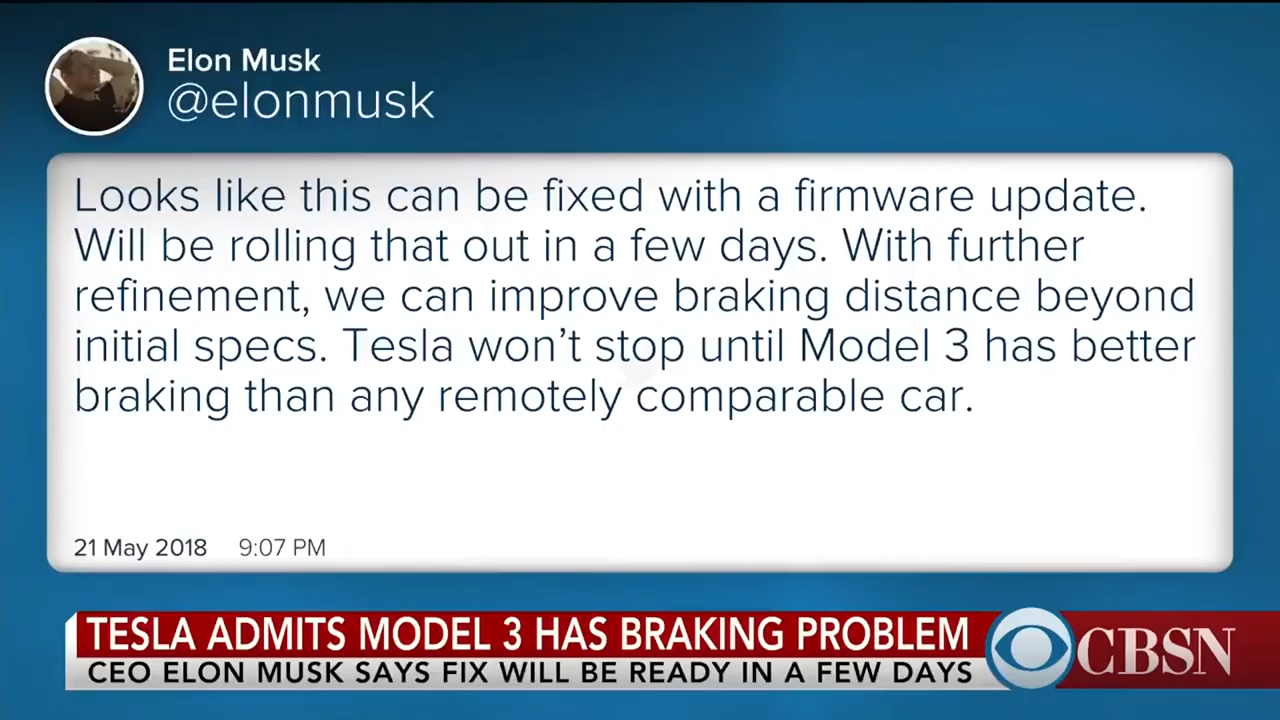 Elon Musk
@elonmusk
Looks like this can be fixed with a firmware update.
Will be rolling that out in a few days. With further
refinement, we can improve braking distance beyond
initial specs. Tesla won’t stop until Model 3 has better
braking than any remotely comparable car.
21 May 2018 9:07 PM
TESLA ADMITS MODEL 3 HAS BRAKING PROBLEM
CEO ELON MUSK SAYS FIX WILL BE READY IN A FEW DAYS
CBSN